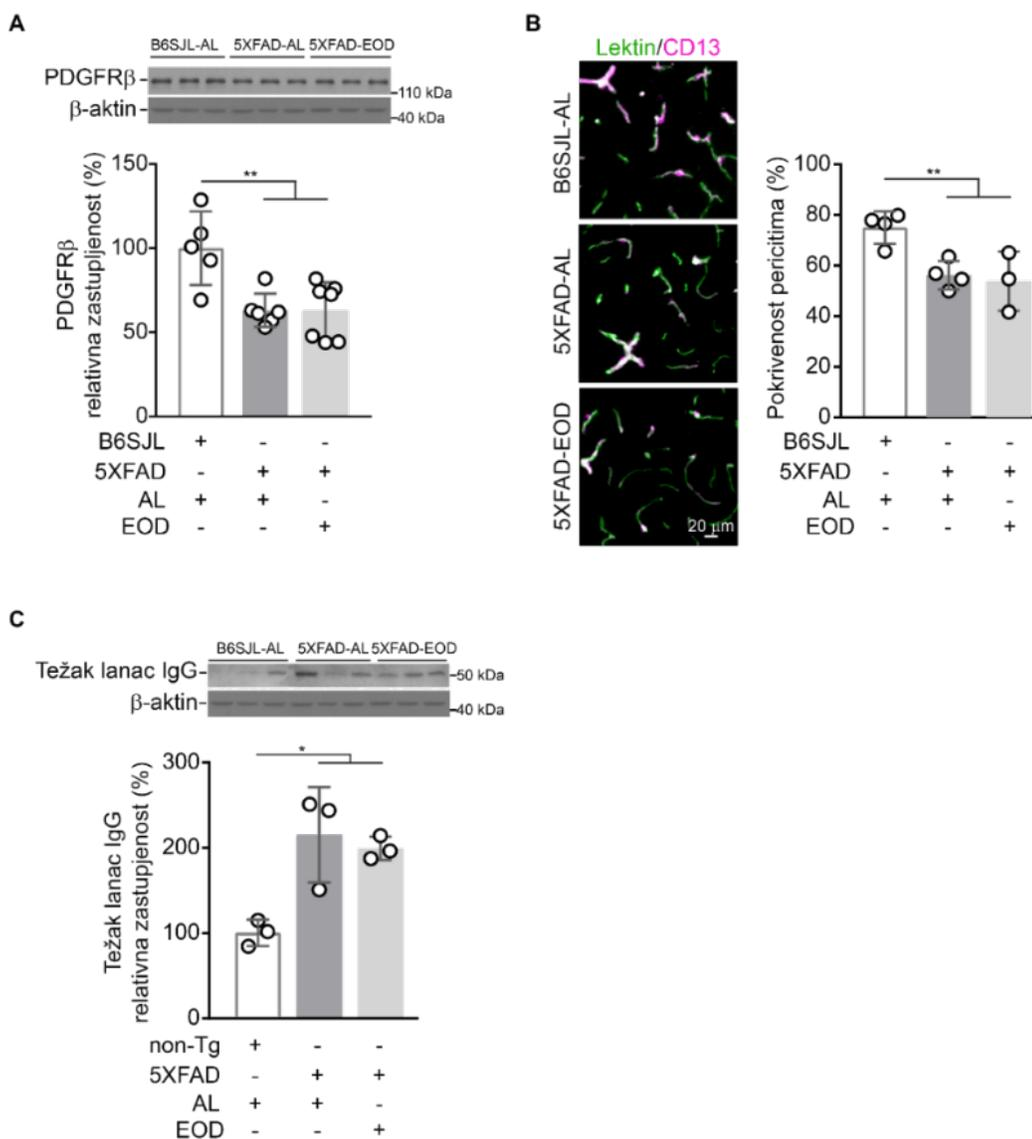 A
B6SJL-AL 5XFAD-AL 5XFAD-EOD
PDGFRβ
110 kDa
β-aktin
40 kDa
PDGFRβ
relativna zastupljenost (%)
150
**
100
50
0
B6SJL + - -
5XFAD - + +
AL + + -
EOD - - +
B
Lektin/CD13
B6SJL-AL
5XFAD-AL
5XFAD-EOD
20 µm
Pokrivenost pericitima (%)
100
**
80
60
40
20
0
B6SJL + - -
5XFAD - + +
AL + + -
EOD - - +
C
B6SJL-AL 5XFAD-AL 5XFAD-EOD
Težak lanac IgG
50 kDa
β-aktin
40 kDa
Težak lanac IgG
relativna zastupjenost (%)
300
*
200
100
0
non-Tg + - -
5XFAD - + +
AL + + -
EOD - - +